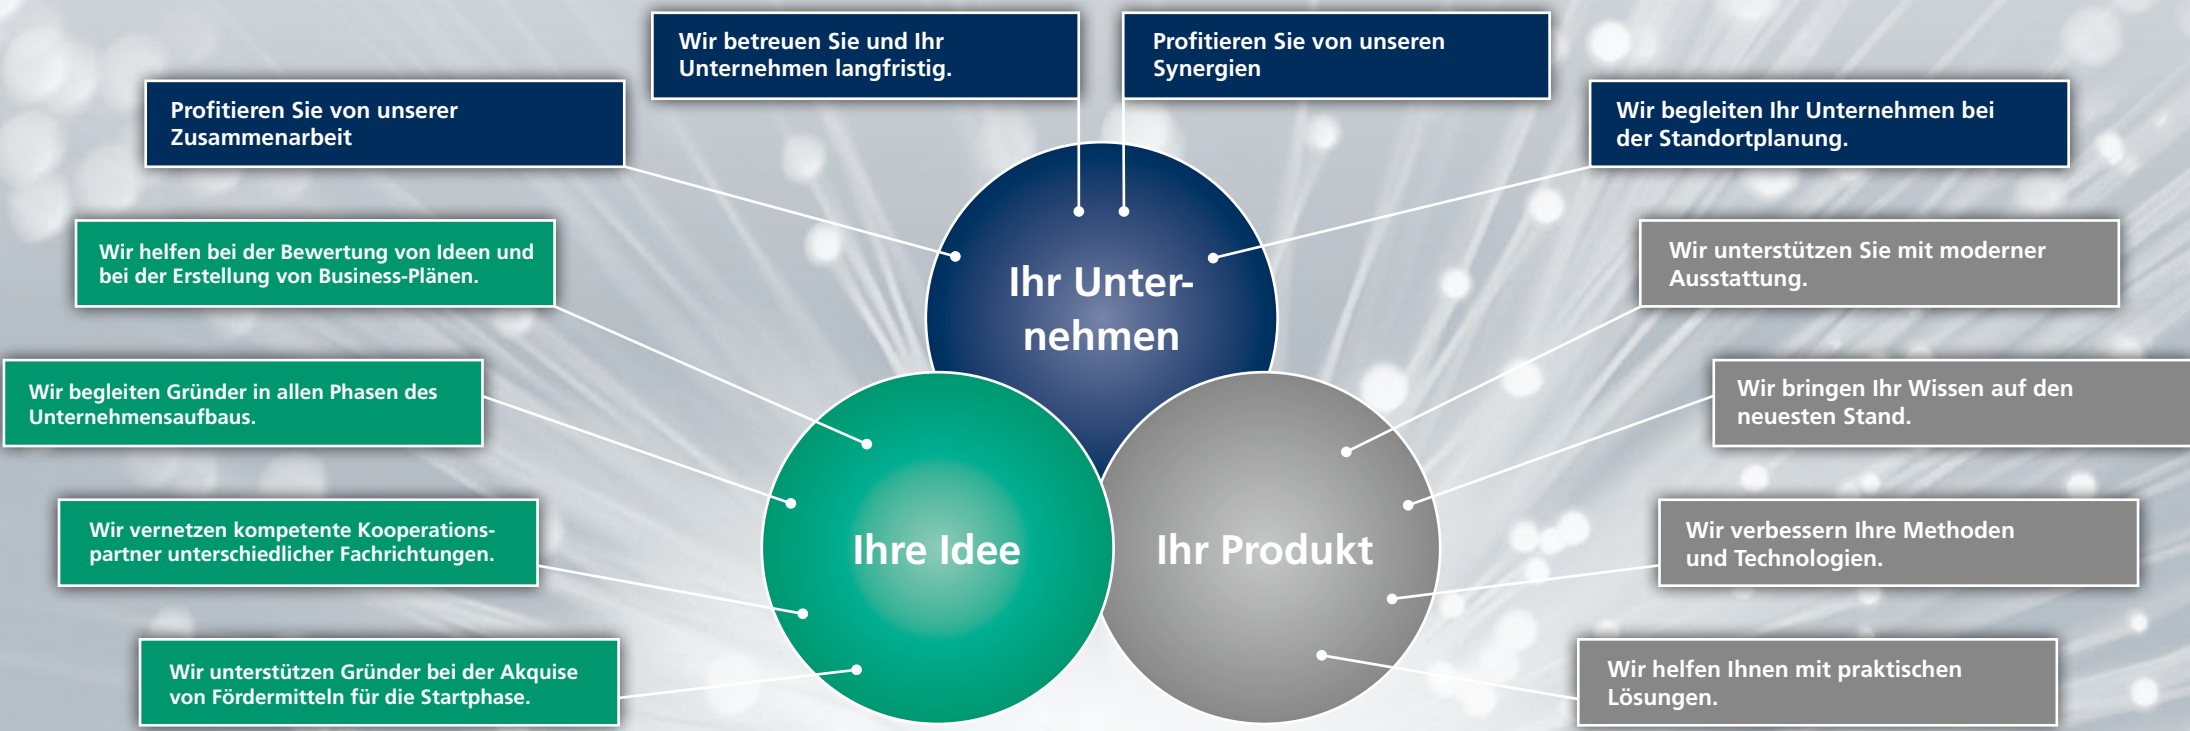 Wir betreuen Sie und Ihr
Unternehmen langfristig.
Profitieren Sie von unseren
Synergien
Profitieren Sie von unserer
Zusammenarbeit
Wir begleiten Ihr Unternehmen bei
der Standortplanung.
Wir helfen bei der Bewertung von Ideen und
bei der Erstellung von Business-Plänen.
Wir unterstützen Sie mit moderner
Ausstattung.
Ihr Unter-
nehmen
Wir begleiten Gründer in allen Phasen des
Unternehmensaufbaus.
Wir bringen Ihr Wissen auf den
neuesten Stand.
Wir vernetzen kompetente Kooperations-
partner unterschiedlicher Fachrichtungen.
Ihre Idee
Ihr Produkt
Wir verbessern Ihre Methoden
und Technologien.
Wir unterstützen Gründer bei der Akquise
von Fördermitteln für die Startphase.
Wir helfen Ihnen mit praktischen
Lösungen.